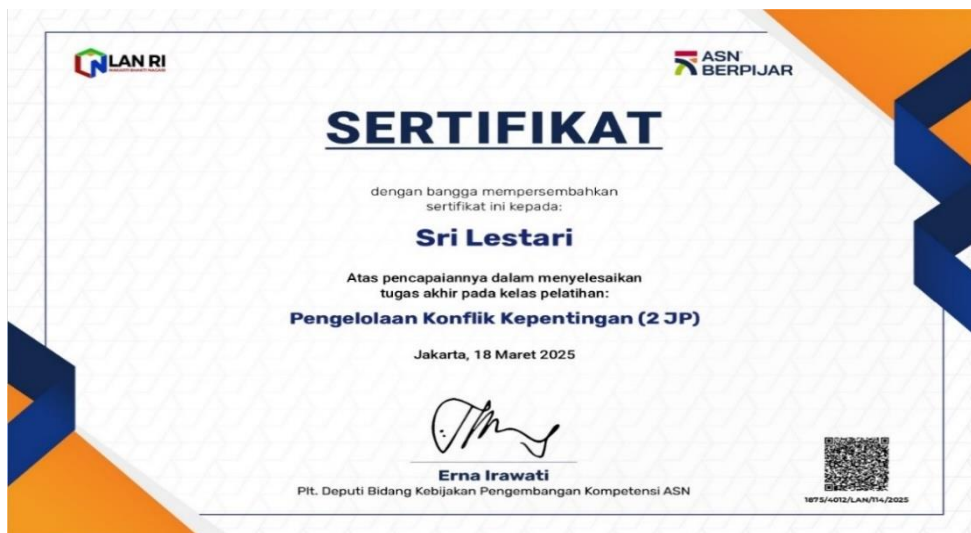 LAN RI
ASN
BERPIJAR
SERTIFIKAT
dengan bangga mempersembahkan
sertifikat ini kepada:
Sri Lestari
Atas pencapaiannya dalam menyelesaikan
tugas akhir pada kelas pelatihan:
Pengelolaan Konflik Kepentingan (2 JP)
Jakarta, 18 Maret 2025
Erna Irawati
Plt. Deputi Bidang Kebijakan Pengembangan Kompetensi ASN
1875/4012/LAN/114/2025